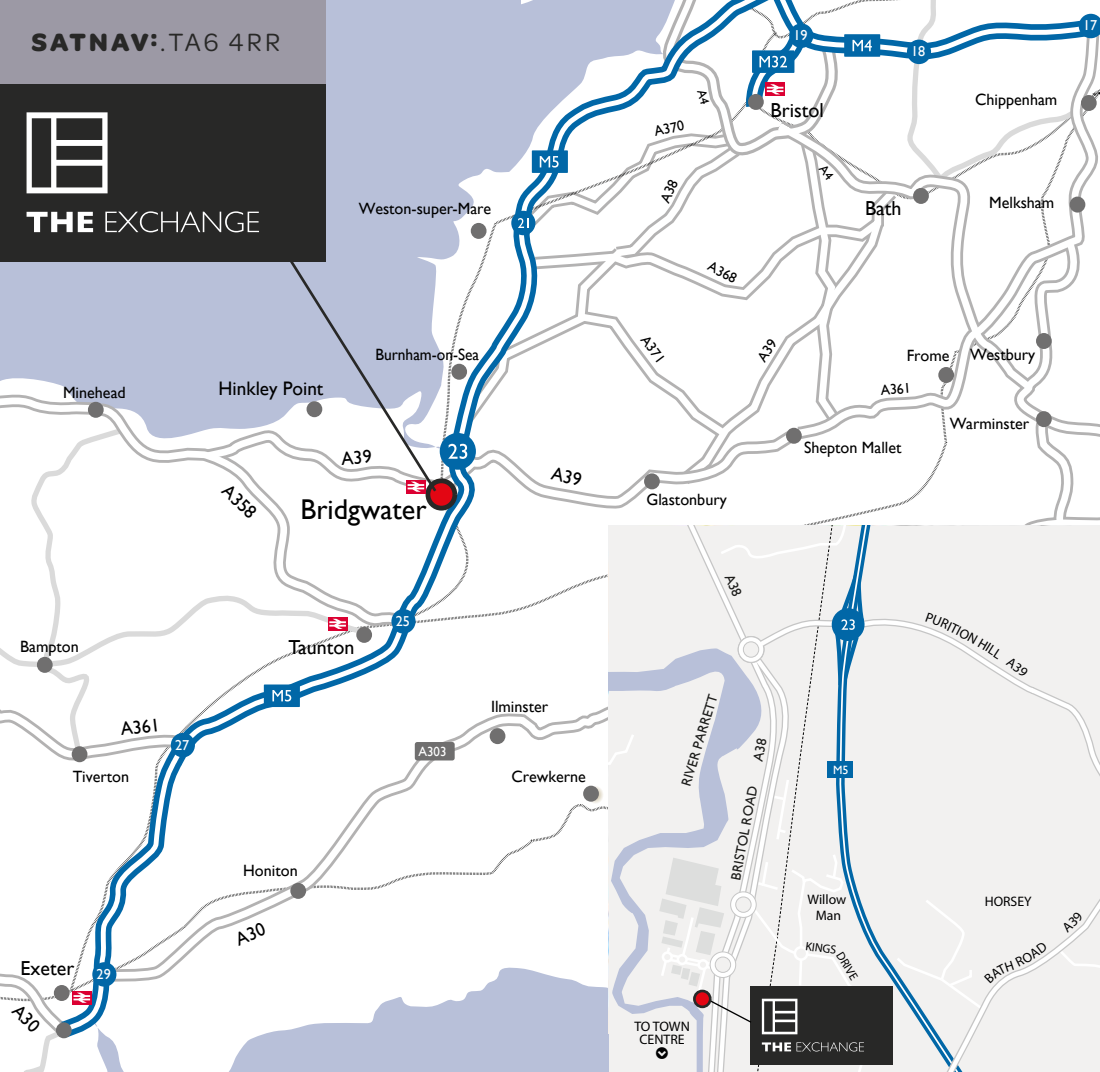 SATNAV:.TA6 4RR
THE EXCHANGE
19
M4
18
17
M32
Bristol
Chippenham
A4
A370
M5
A38
A4
Weston-super-Mare
21
Bath
Melksham
A368
Burnham-on-Sea
A371
A39
Frome
Westbury
Minehead
Hinkley Point
A361
Warminster
23
Shepton Mallet
A39
A39
Glastonbury
A358
Bridgwater
25
Taunton
Bampton
M5
Ilminster
A361
27
A303
Tiverton
Crewkerne
Honiton
A30
Exeter
29
A30
A38
23
PURITION HILL
A39
RIVER PARRETT
A38
M5
BRISTOL ROAD
Willow
Man
HORSEY
KINGS DRIVE
BATH ROAD
A39
TO TOWN
CENTRE
THE EXCHANGE